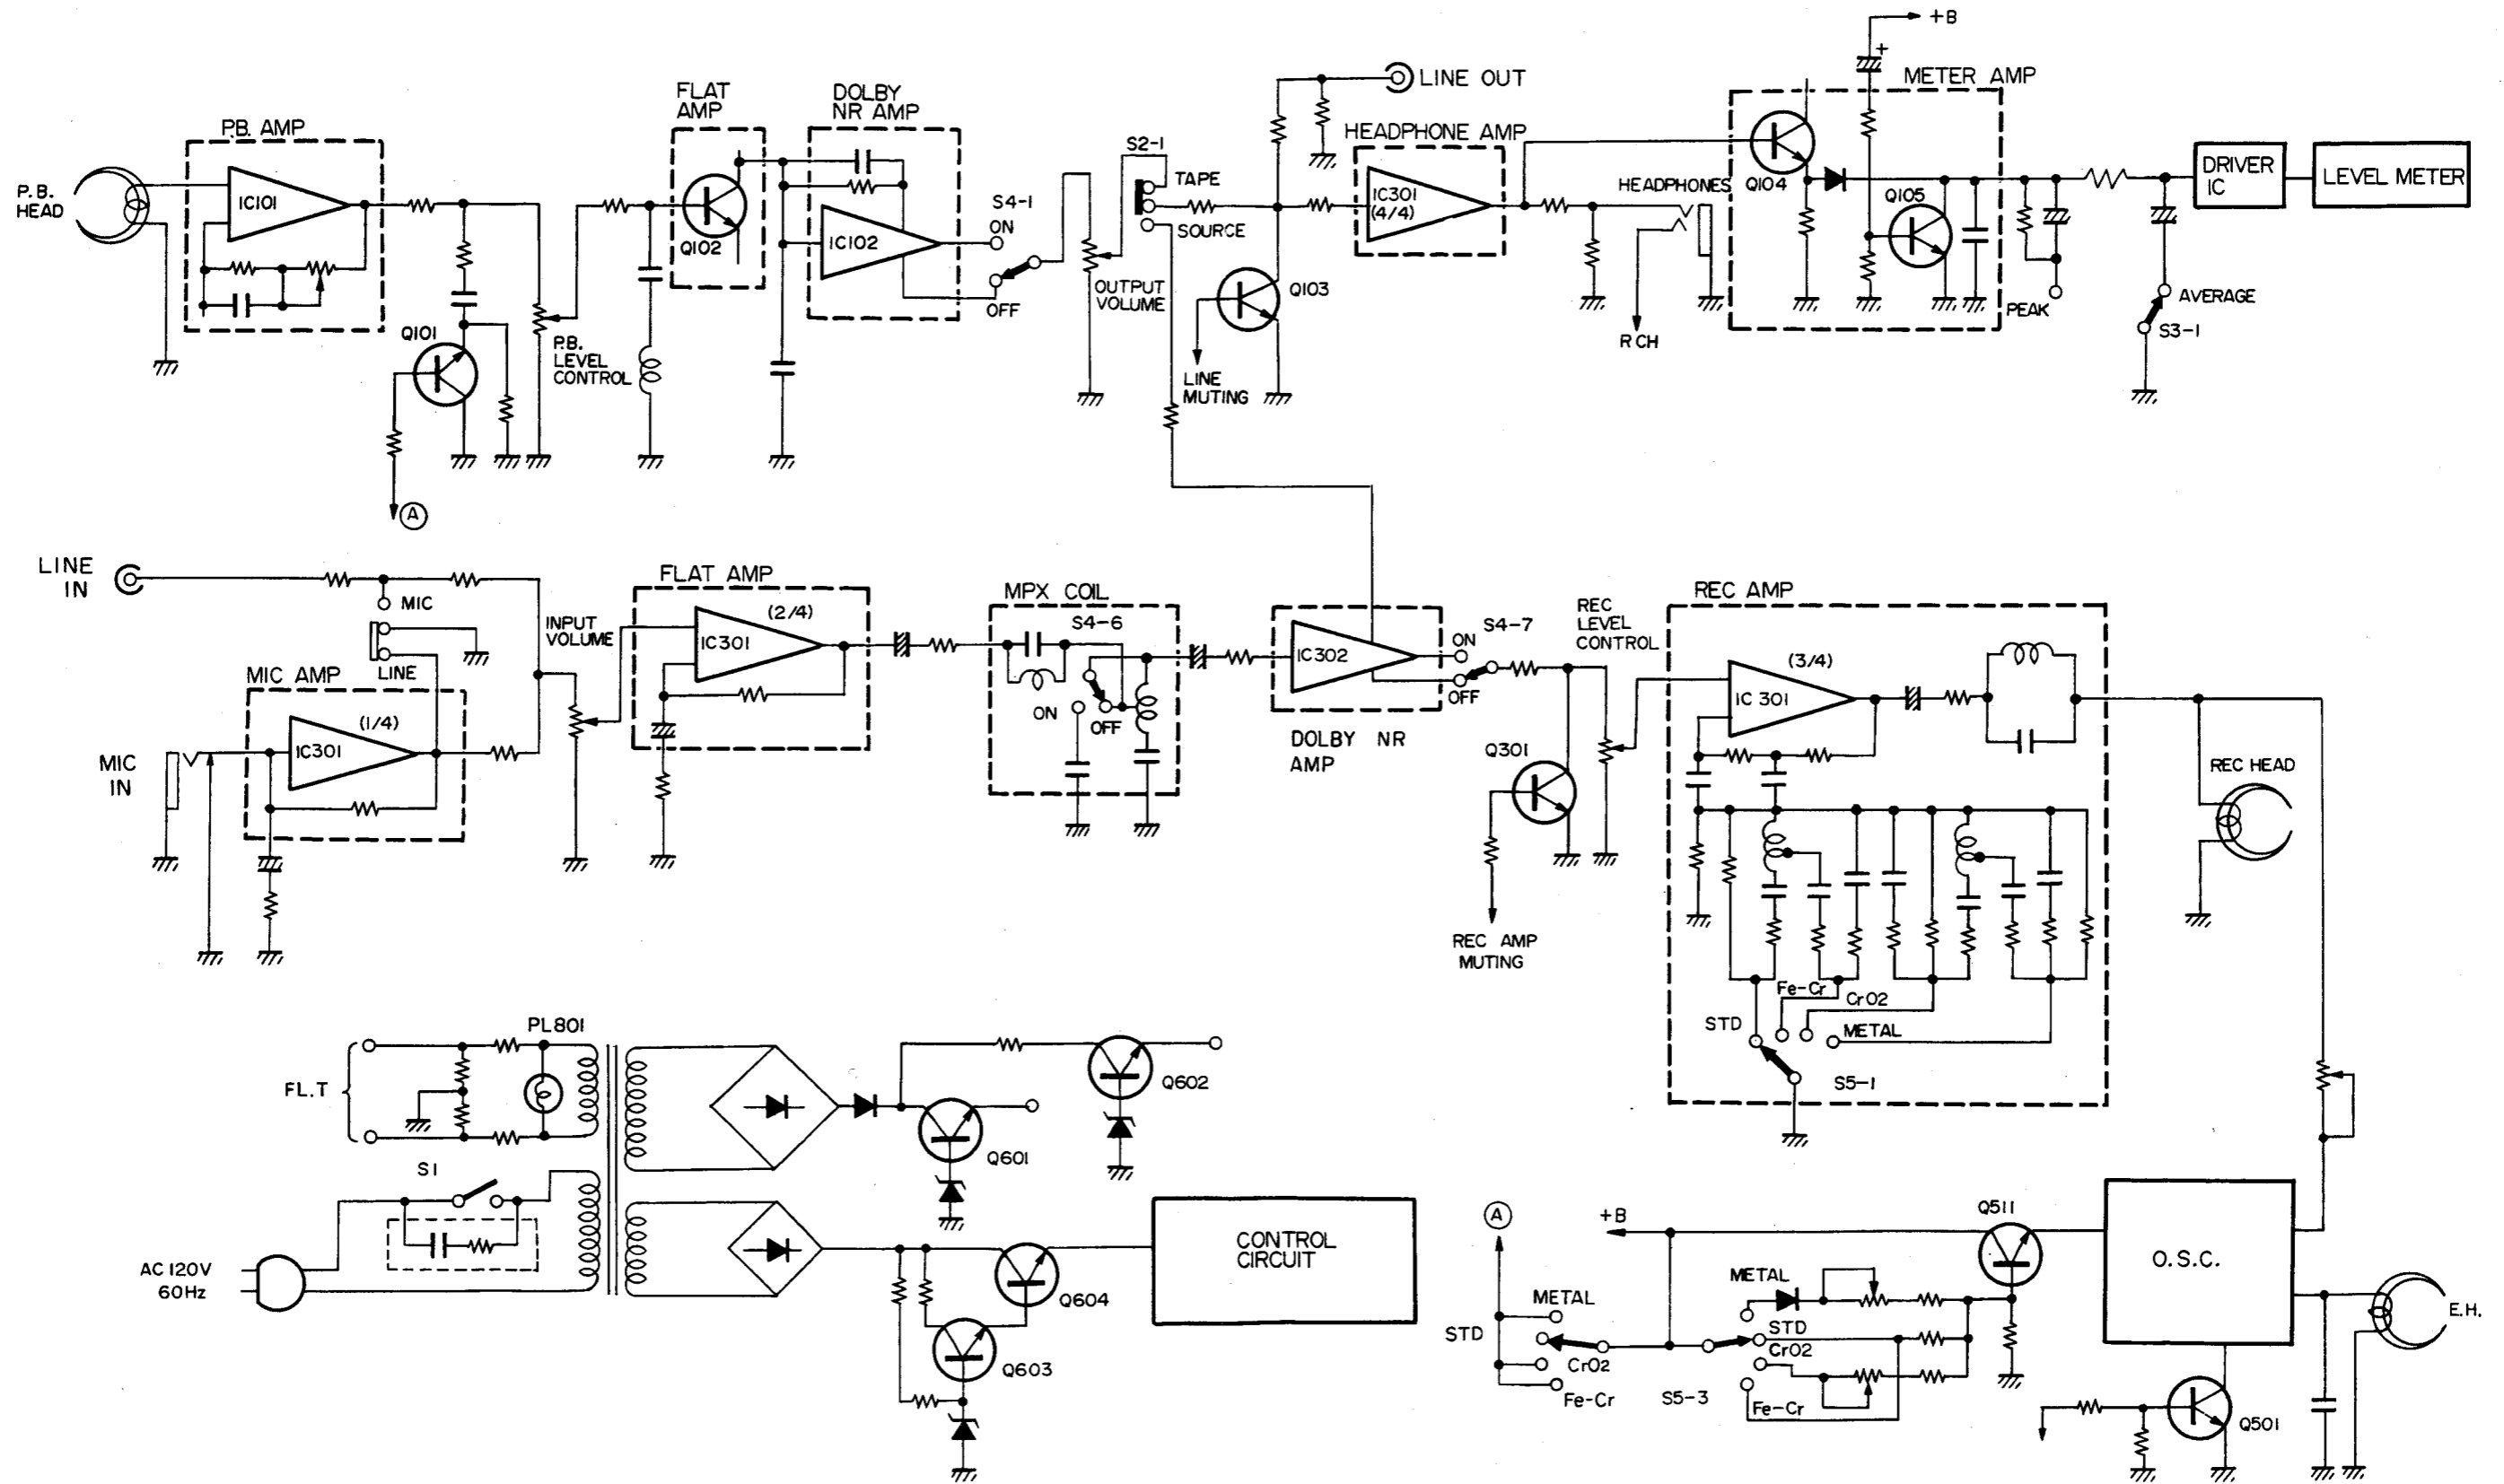 +B
METER AMP
LINE OUT
FLAT
AMP
DOLBY
NR AMP
P.B. AMP
HEADPHONE AMP
S2-1
TAPE
SOURCE
P.B.
HEAD
IC101
Q102
IC102
S4-1
ON
OFF
OUTPUT
VOLUME
IC301
(4/4)
HEADPHONES
R CH
Q104
Q105
PEAK
AVERAGE
S3-1
DRIVER
IC
LEVEL METER
Q101
P.B.
LEVEL
CONTROL
Q103
LINE
MUTING
A
LINE
IN
MIC
LINE
INPUT
VOLUME
FLAT AMP
(2/4)
IC301
MPX COIL
S4-6
ON
OFF
IC302
DOLBY NR
AMP
ON
S4-7
OFF
REC
LEVEL
CONTROL
REC AMP
(3/4)
IC 301
MIC AMP
(1/4)
IC301
MIC
IN
Q301
REC AMP
MUTING
REC HEAD
Fe-Cr
CrO2
STD
METAL
S5-1
PL801
FL.T
S1
AC 120V
60Hz
Q602
Q601
Q604
Q603
CONTROL
CIRCUIT
A
+B
Q511
METAL
STD
CrO2
Fe-Cr
METAL
STD
CrO2
S5-3
Fe-Cr
O.S.C.
E.H.
Q501